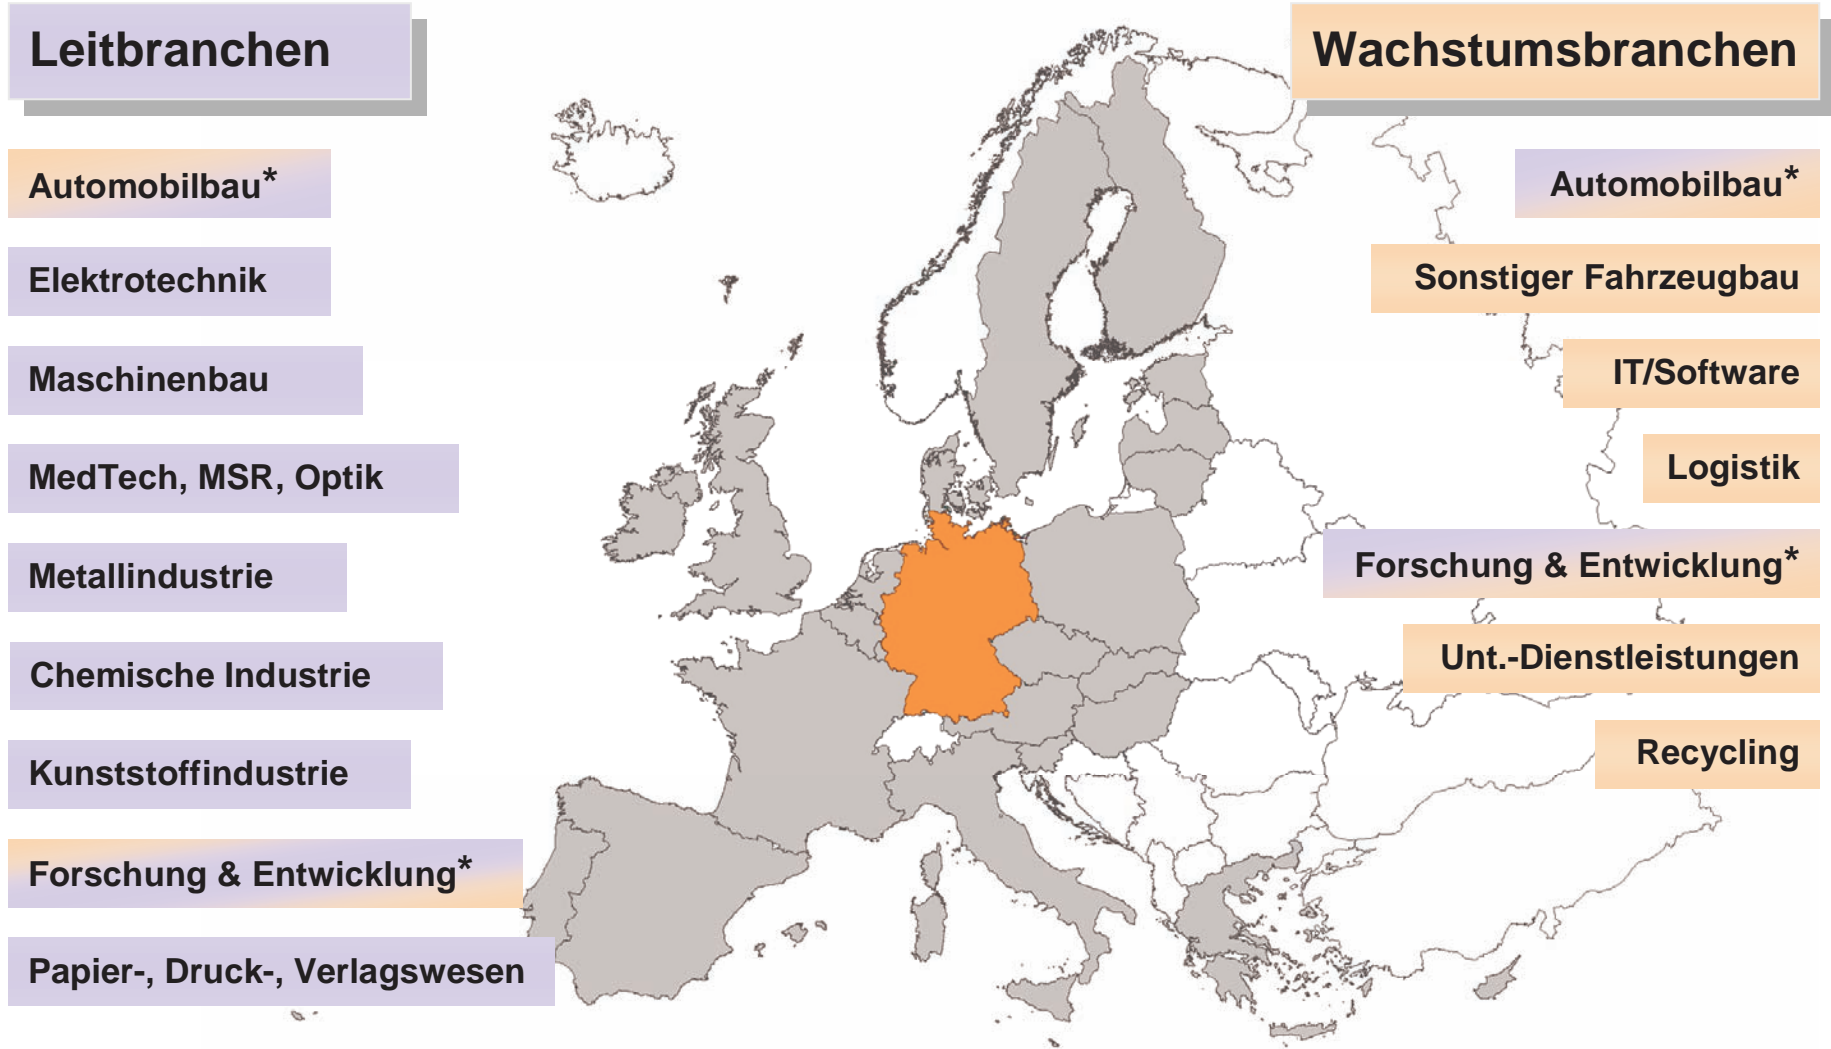 Leitbranchen
Automobilbau*
Elektrotechnik
Maschinenbau
MedTech, MSR, Optik
Metallindustrie
Chemische Industrie
Kunststoffindustrie
Forschung & Entwicklung*
Papier-, Druck-, Verlagswesen
Wachstumsbranchen
Automobilbau*
Sonstiger Fahrzeugbau
IT/Software
Logistik
Forschung & Entwicklung*
Unt.-Dienstleistungen
Recycling